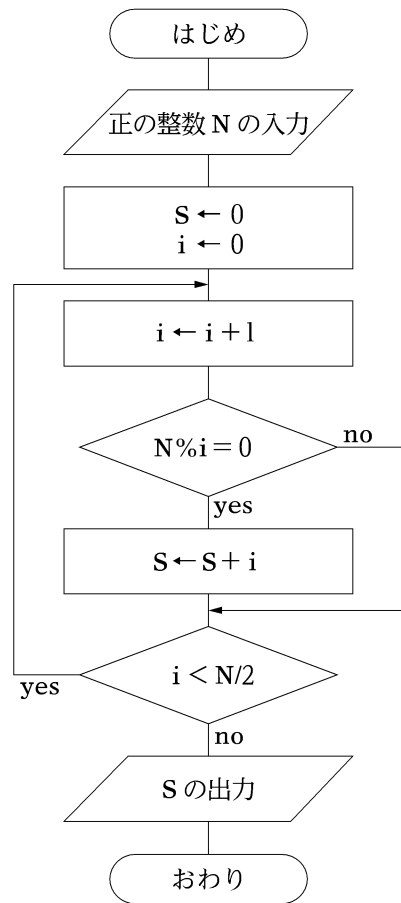 はじめ
正の整数 N の入力
S ← 0
i ← 0
i ← i + 1
N%i = 0
no
yes
S ← S + i
i < N/2
yes
no
S の出力
おわり